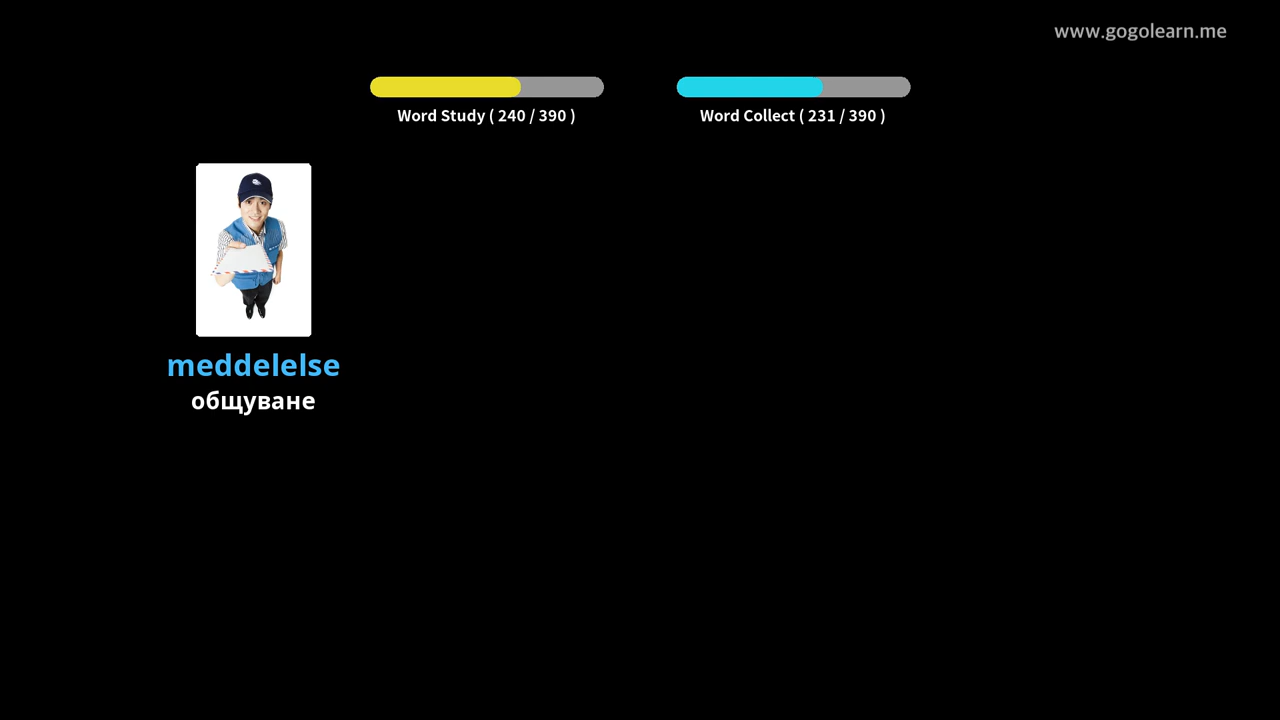 www.gogolearn.me
Word Study ( 240 / 390 )
Word Collect ( 231 / 390 )
meddelelse
общуване